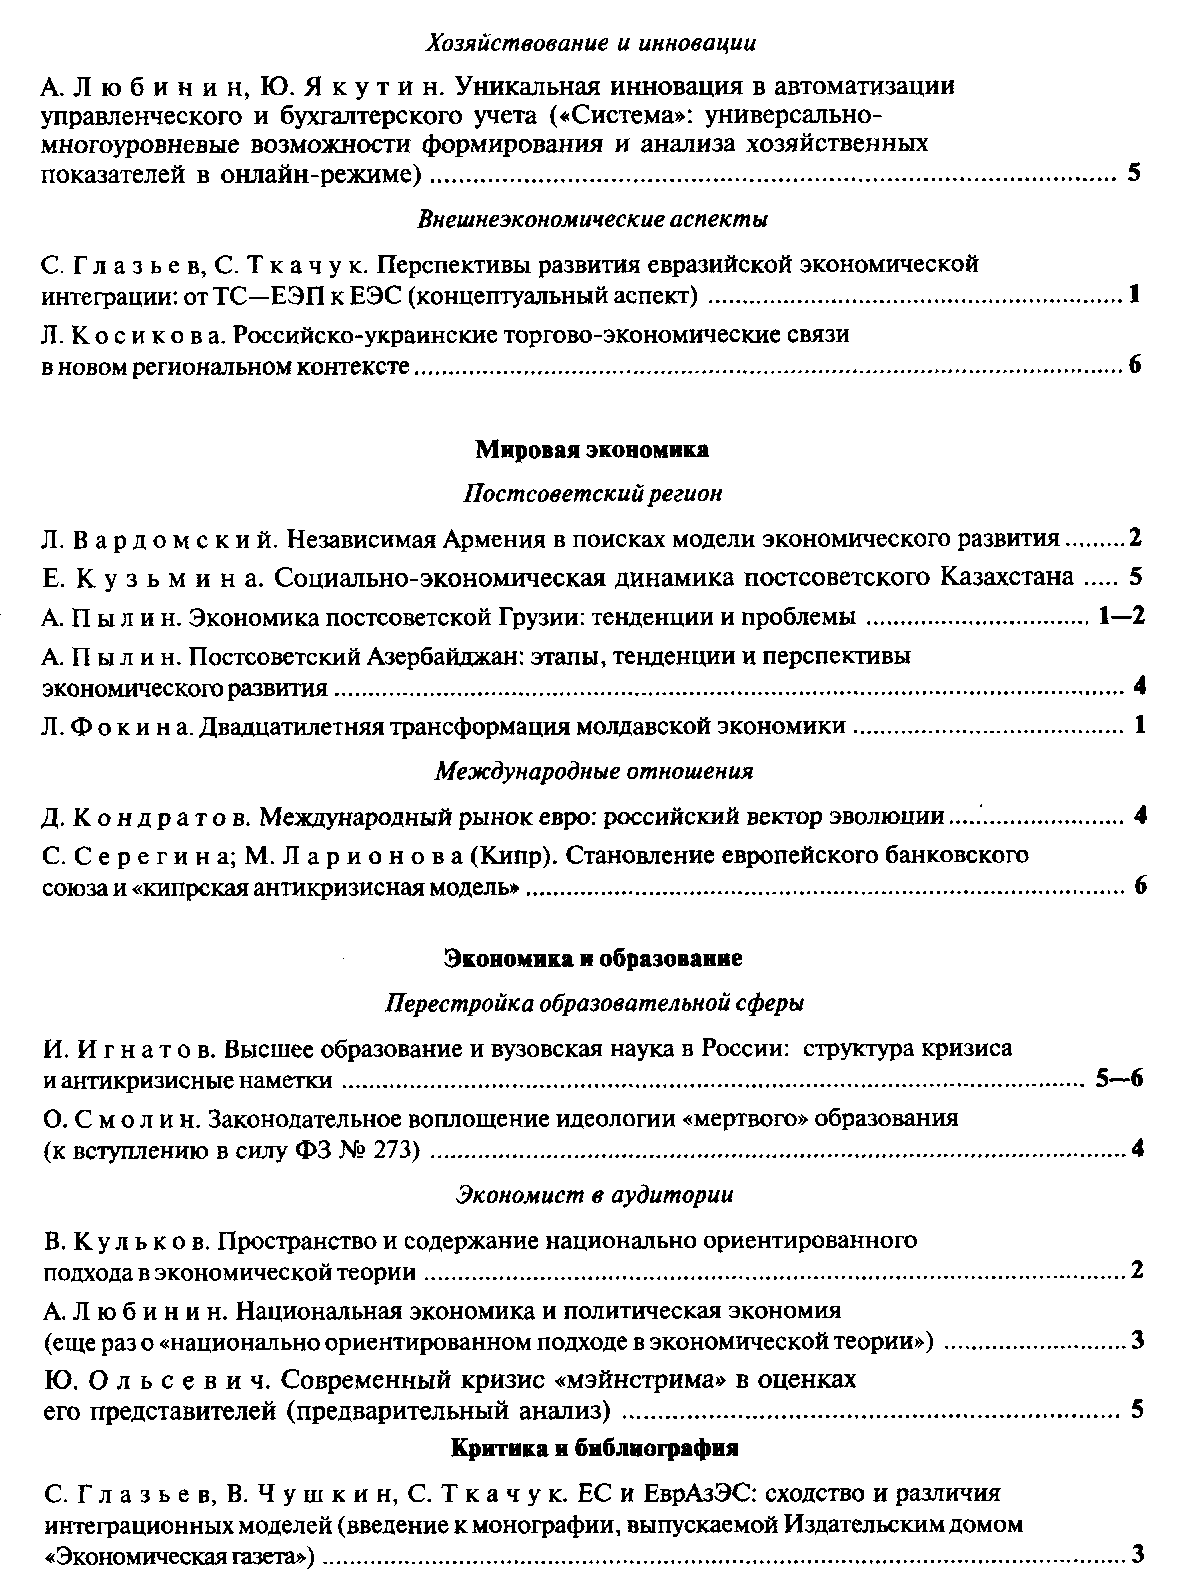 Хозяйствование и инновации
А. Л ю б и н и н, Ю. Я к у т и н. Уникальная инновация в автоматизации
управленческого и бухгалтерского учета («Система»: универсально-
многоуровневые возможности формирования и анализа хозяйственных
показателей в онлайн-режиме) ........................ 5
Внешнеэкономические аспекты
С. Г л а з ь е в, С. Т к а ч у к. Перспективы развития евразийской экономической
интеграции: от ТС—ЕЭП к ЕЭС (концептуальный аспект) ........................ 1
Л. К о с и к о в а. Российско-украинские торгово-экономические связи
в новом региональном контексте ........................ 6
Мировая экономика
Постсоветский регион
Л. В а р д о м с к и й. Независимая Армения в поисках модели экономического развития ......... 2
Е. К у з ь м и н а. Социально-экономическая динамика постсоветского Казахстана ..... 5
А. П ы л и н. Экономика постсоветской Грузии: тенденции и проблемы ........................ 1—2
А. П ы л и н. Постсоветский Азербайджан: этапы, тенденции и перспективы
экономического развития ........................ 4
Л. Ф о к и н а. Двадцатилетняя трансформация молдавской экономики ........................ 1
Международные отношения
Д. К о н д р а т о в. Международный рынок евро: российский вектор эволюции ........................ 4
С. С е р е г и н а; М. Л а р и о н о в а (Кипр). Становление европейского банковского
союза и «кипрская антикризисная модель» ........................ 6
Экономика и образование
Перестройка образовательной сферы
И. И г н а т о в. Высшее образование и вузовская наука в России: структура кризиса
и антикризисные наметки ........................ 5—6
О. С м о л и н. Законодательное воплощение идеологии «мертвого» образования
(к вступлению в силу ФЗ № 273) ........................ 4
Экономист в аудитории
В. К у л ь к о в. Пространство и содержание национально ориентированного
подхода в экономической теории ........................ 2
А. Л ю б и н и н. Национальная экономика и политическая экономия
(еще раз о «национально ориентированном подходе в экономической теории») ........................ 3
Ю. О л ь с е в и ч. Современный кризис «мэйнстрима» в оценках
его представителей (предварительный анализ) ........................ 5
Критика и библиография
С. Г л а з ь е в, В. Ч у ш к и н, С. Т к а ч у к. ЕС и ЕврАзЭС: сходство и различия
интеграционных моделей (введение к монографии, выпускаемой Издательским домом
«Экономическая газета») ........................ 3